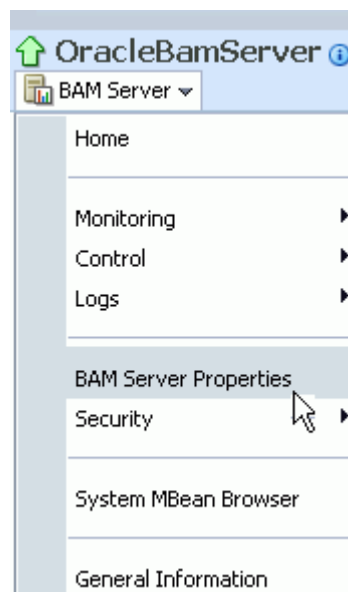 OracleBamServer
BAM Server
Home
Monitoring
Control
Logs
BAM Server Properties
Security
System MBean Browser
General Information